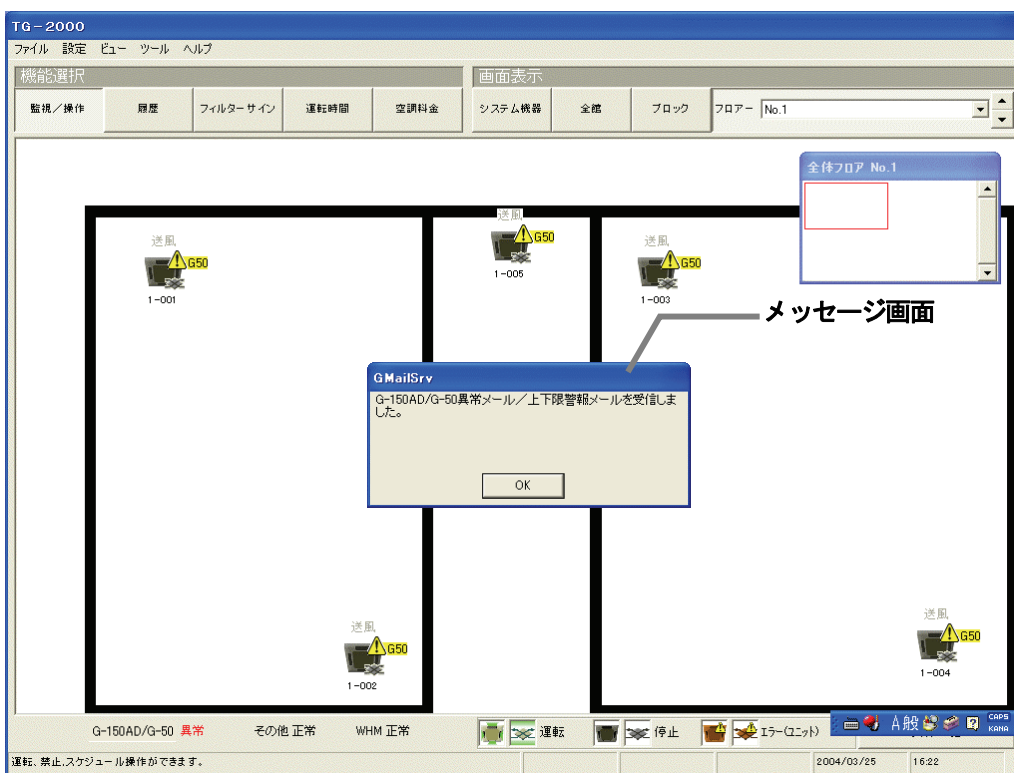 TG-2000
ファイル 設定 ビュー ツール ヘルプ
機能選択 画面表示
監視/操作 履歴 フィルターサイン 運転時間 空調料金 システム機器 全館 ブロック フロアー No.1
全体フロア No.1
送風
G50
1-001
送風
G50
1-005
送風
G50
1-003
メッセージ画面
GMailSrv
G-150AD/G-50異常メール/上下限警報メールを受信しま
した。
OK
送風
G50
1-002
送風
G50
1-004
G-150AD/G-50 異常 その他 正常 WHM 正常 運転 停止 エラー(ユニット)
A般 CAPS
KANA
運転、禁止、スケジュール操作ができます。 2004/03/25 16:22